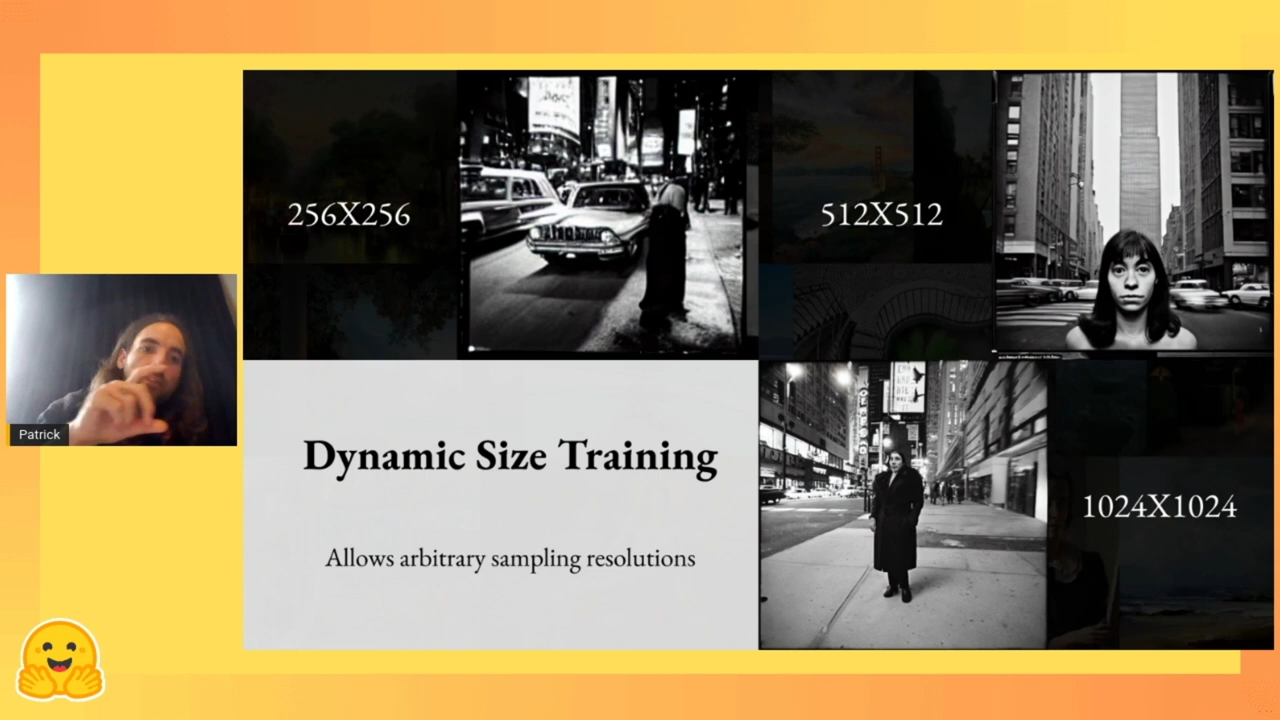 256X256
512X512
Dynamic Size Training
Allows arbitrary sampling resolutions
1024X1024
Patrick